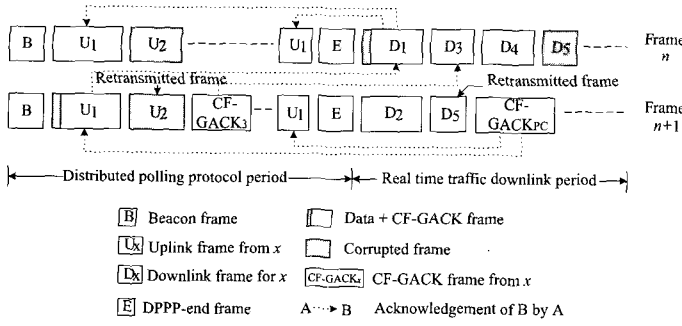 B U1 U2 U1 E D1 D3 D4 D5 Frame n
Retransmitted frame Retransmitted frame
B U1 U2 CF-GACK3 U1 E D2 D5 CF-GACKPC Frame n+1
Distributed polling protocol period Real time traffic downlink period
B Beacon frame Data + CF-GACK frame
Ux Uplink frame from x Corrupted frame
Dx Downlink frame for x CF-GACKx CF-GACK frame from x
E DPPP-end frame A B Acknowledgement of B by A